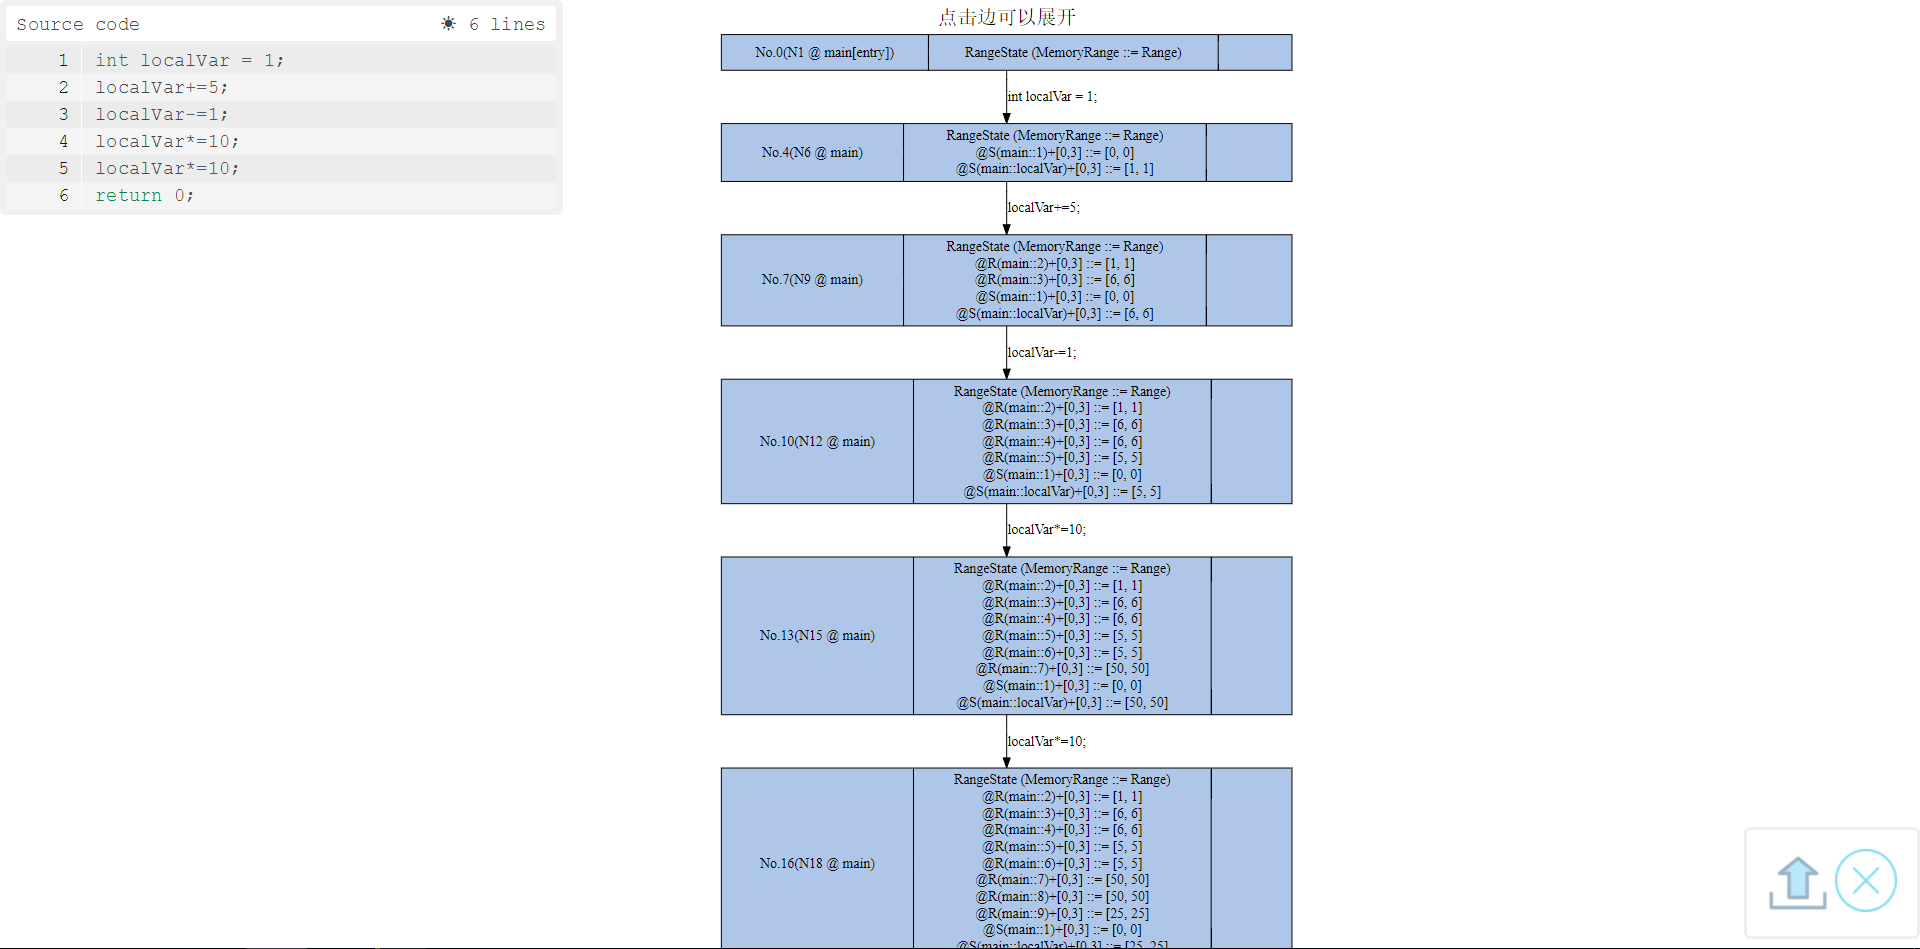 Source code
6 lines
1 int localVar = 1;
2 localVar+=5;
3 localVar-=1;
4 localVar*=10;
5 localVar*=10;
6 return 0;
点击边可以展开
No.0(N1 @ main[entry])
RangeState (MemoryRange ::= Range)
int localVar = 1;
No.4(N6 @ main)
RangeState (MemoryRange ::= Range)
@S(main::1)+[0,3] ::= [0, 0]
@S(main::localVar)+[0,3] ::= [1, 1]
localVar+=5;
No.7(N9 @ main)
RangeState (MemoryRange ::= Range)
@R(main::2)+[0,3] ::= [1, 1]
@R(main::3)+[0,3] ::= [6, 6]
@S(main::1)+[0,3] ::= [0, 0]
@S(main::localVar)+[0,3] ::= [6, 6]
localVar-=1;
No.10(N12 @ main)
RangeState (MemoryRange ::= Range)
@R(main::2)+[0,3] ::= [1, 1]
@R(main::3)+[0,3] ::= [6, 6]
@R(main::4)+[0,3] ::= [6, 6]
@R(main::5)+[0,3] ::= [5, 5]
@S(main::1)+[0,3] ::= [0, 0]
@S(main::localVar)+[0,3] ::= [5, 5]
localVar*=10;
No.13(N15 @ main)
RangeState (MemoryRange ::= Range)
@R(main::2)+[0,3] ::= [1, 1]
@R(main::3)+[0,3] ::= [6, 6]
@R(main::4)+[0,3] ::= [6, 6]
@R(main::5)+[0,3] ::= [5, 5]
@R(main::6)+[0,3] ::= [5, 5]
@R(main::7)+[0,3] ::= [50, 50]
@S(main::1)+[0,3] ::= [0, 0]
@S(main::localVar)+[0,3] ::= [50, 50]
localVar*=10;
No.16(N18 @ main)
RangeState (MemoryRange ::= Range)
@R(main::2)+[0,3] ::= [1, 1]
@R(main::3)+[0,3] ::= [6, 6]
@R(main::4)+[0,3] ::= [6, 6]
@R(main::5)+[0,3] ::= [5, 5]
@R(main::6)+[0,3] ::= [5, 5]
@R(main::7)+[0,3] ::= [50, 50]
@R(main::8)+[0,3] ::= [50, 50]
@R(main::9)+[0,3] ::= [25, 25]
@S(main::1)+[0,3] ::= [0, 0]
@S(main::localVar)+[0,3] ::= [25, 25]